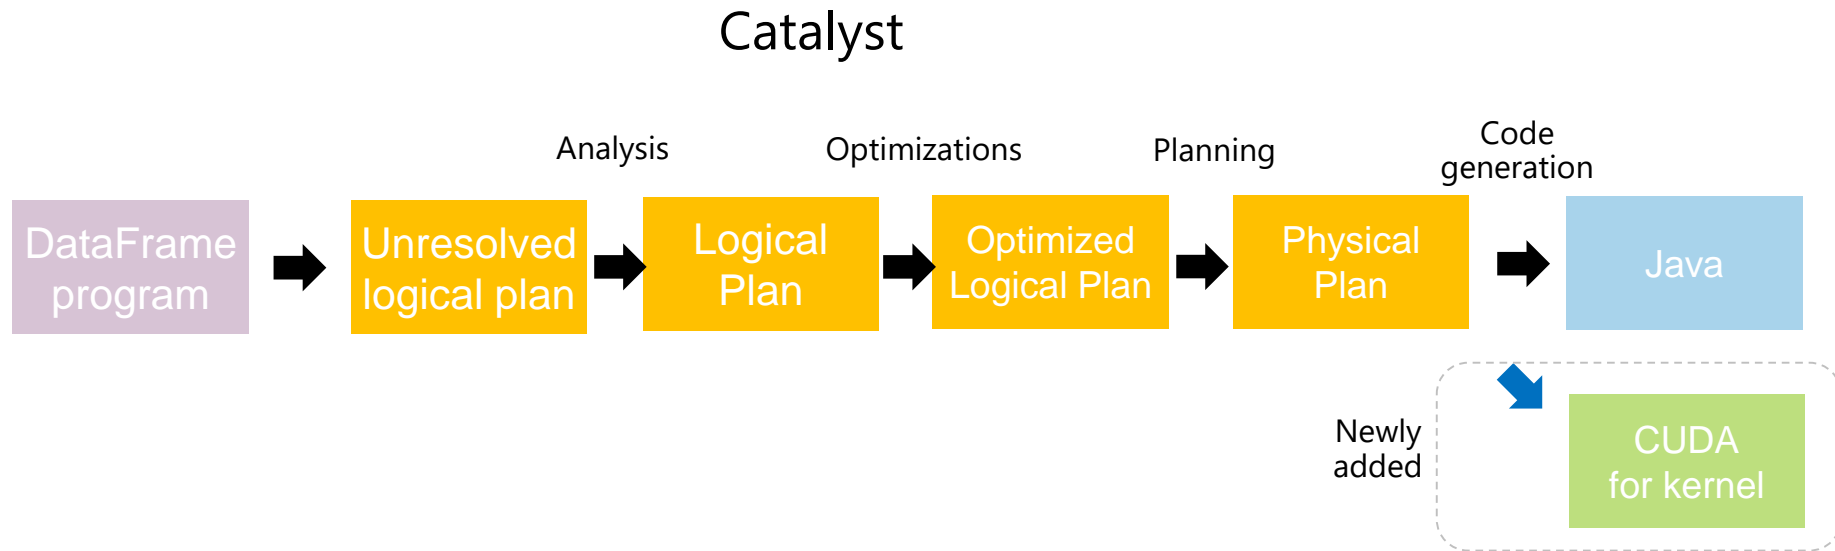 Catalyst
Analysis
Optimizations
Planning
Code
generation
DataFrame
program
Unresolved
logical plan
Logical
Plan
Optimized
Logical Plan
Physical
Plan
Java
Newly
added
CUDA
for kernel